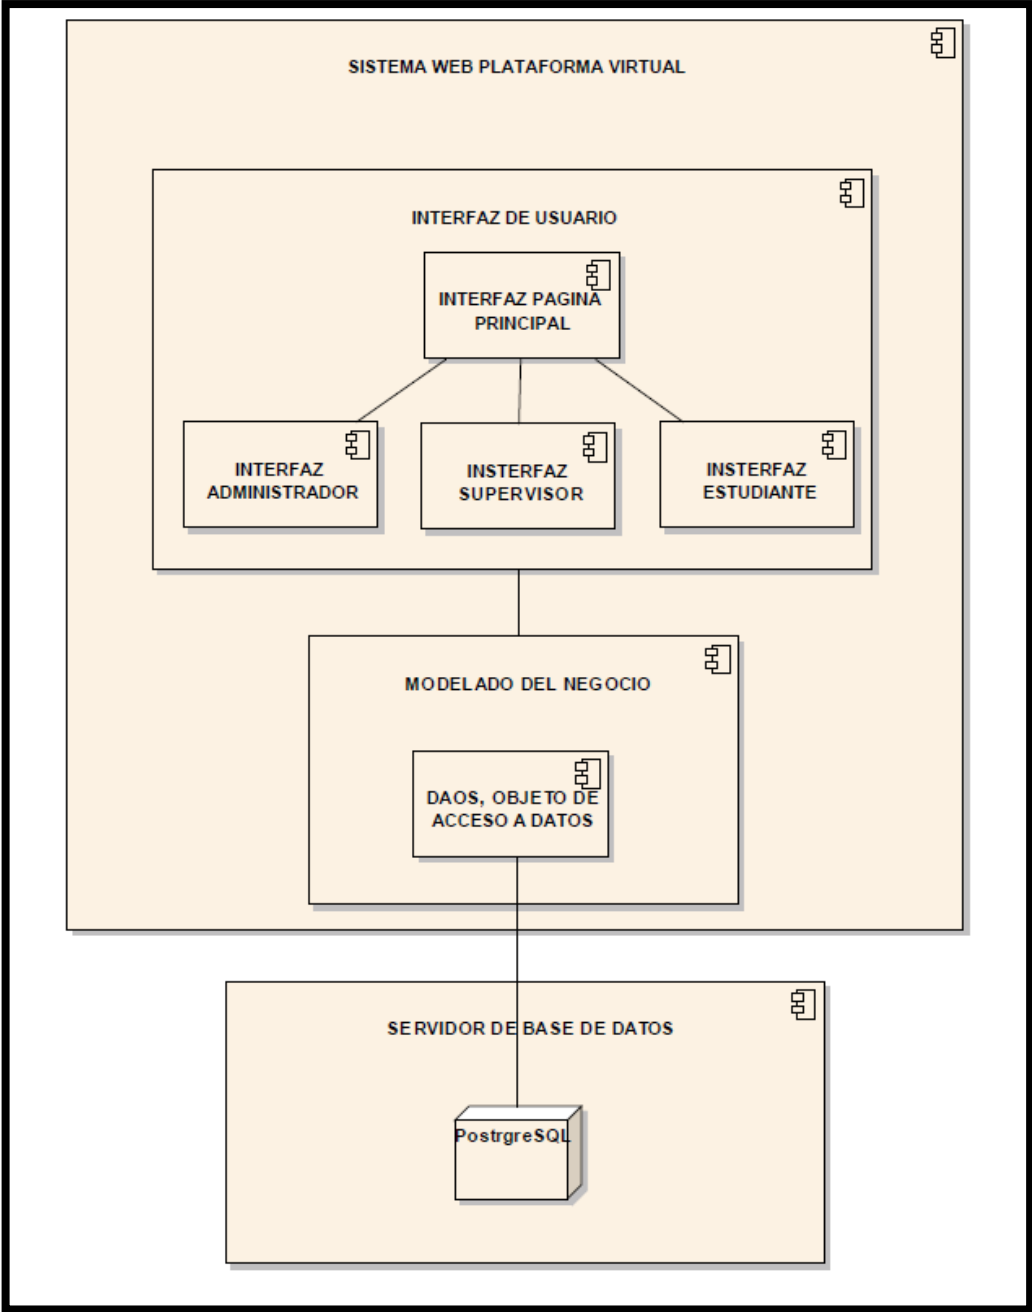 SISTEMA WEB PLATAFORMA VIRTUAL
INTERFAZ DE USUARIO
INTERFAZ PAGINA
PRINCIPAL
INTERFAZ
ADMINISTRADOR
INSTERFAZ
SUPERVISOR
INSTERFAZ
ESTUDIANTE
MODELADO DEL NEGOCIO
DAOS, OBJETO DE
ACCESO A DATOS
SERVIDOR DE BASE DE DATOS
PostrgreSQL